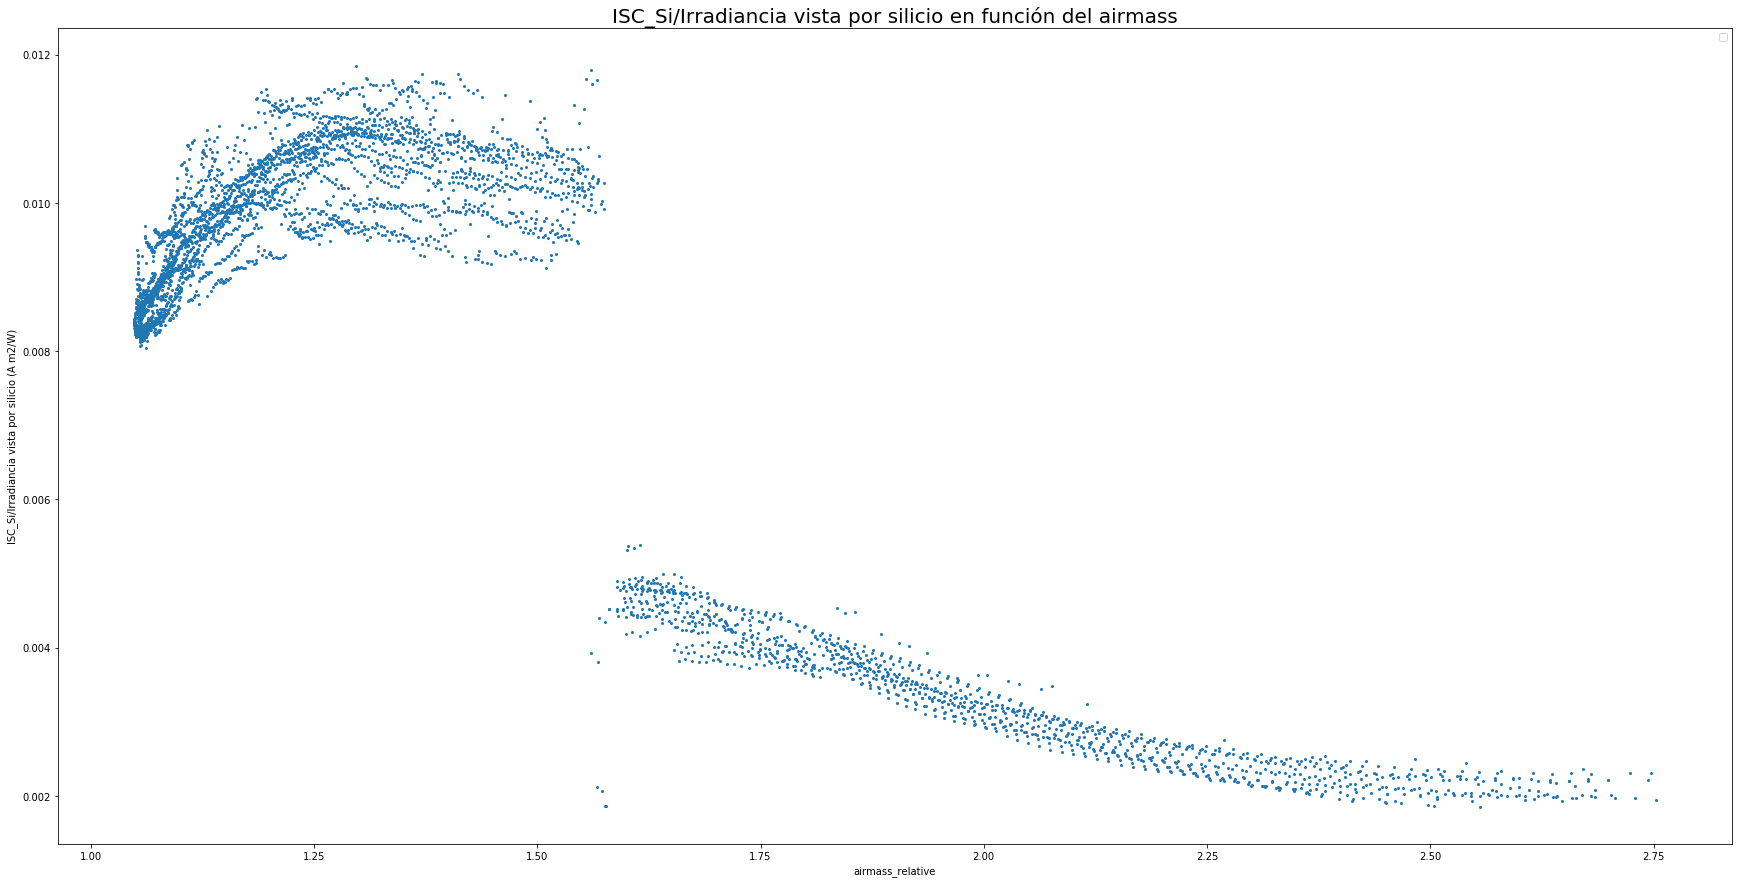 ISC_Si/Irradiancia vista por silicio en función del airmass
0.012
0.010
0.008
0.006
0.004
0.002
ISC_Si/Irradiancia vista por silicio (A m2/W)
1.00 1.25 1.50 1.75 2.00 2.25 2.50 2.75
airmass_relative